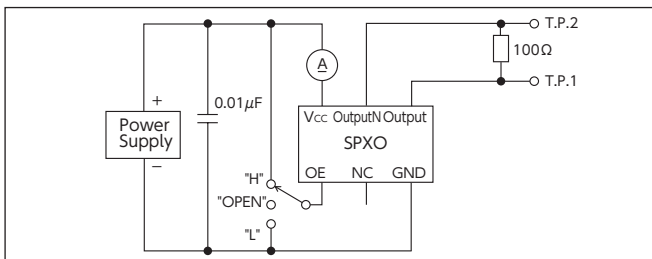 T.P.2
100Ω
T.P.1
A
0.01μF
+
Power
Supply
−
Vcc OutputN Output
SPXO
OE NC GND
"H"
"OPEN"
"L"